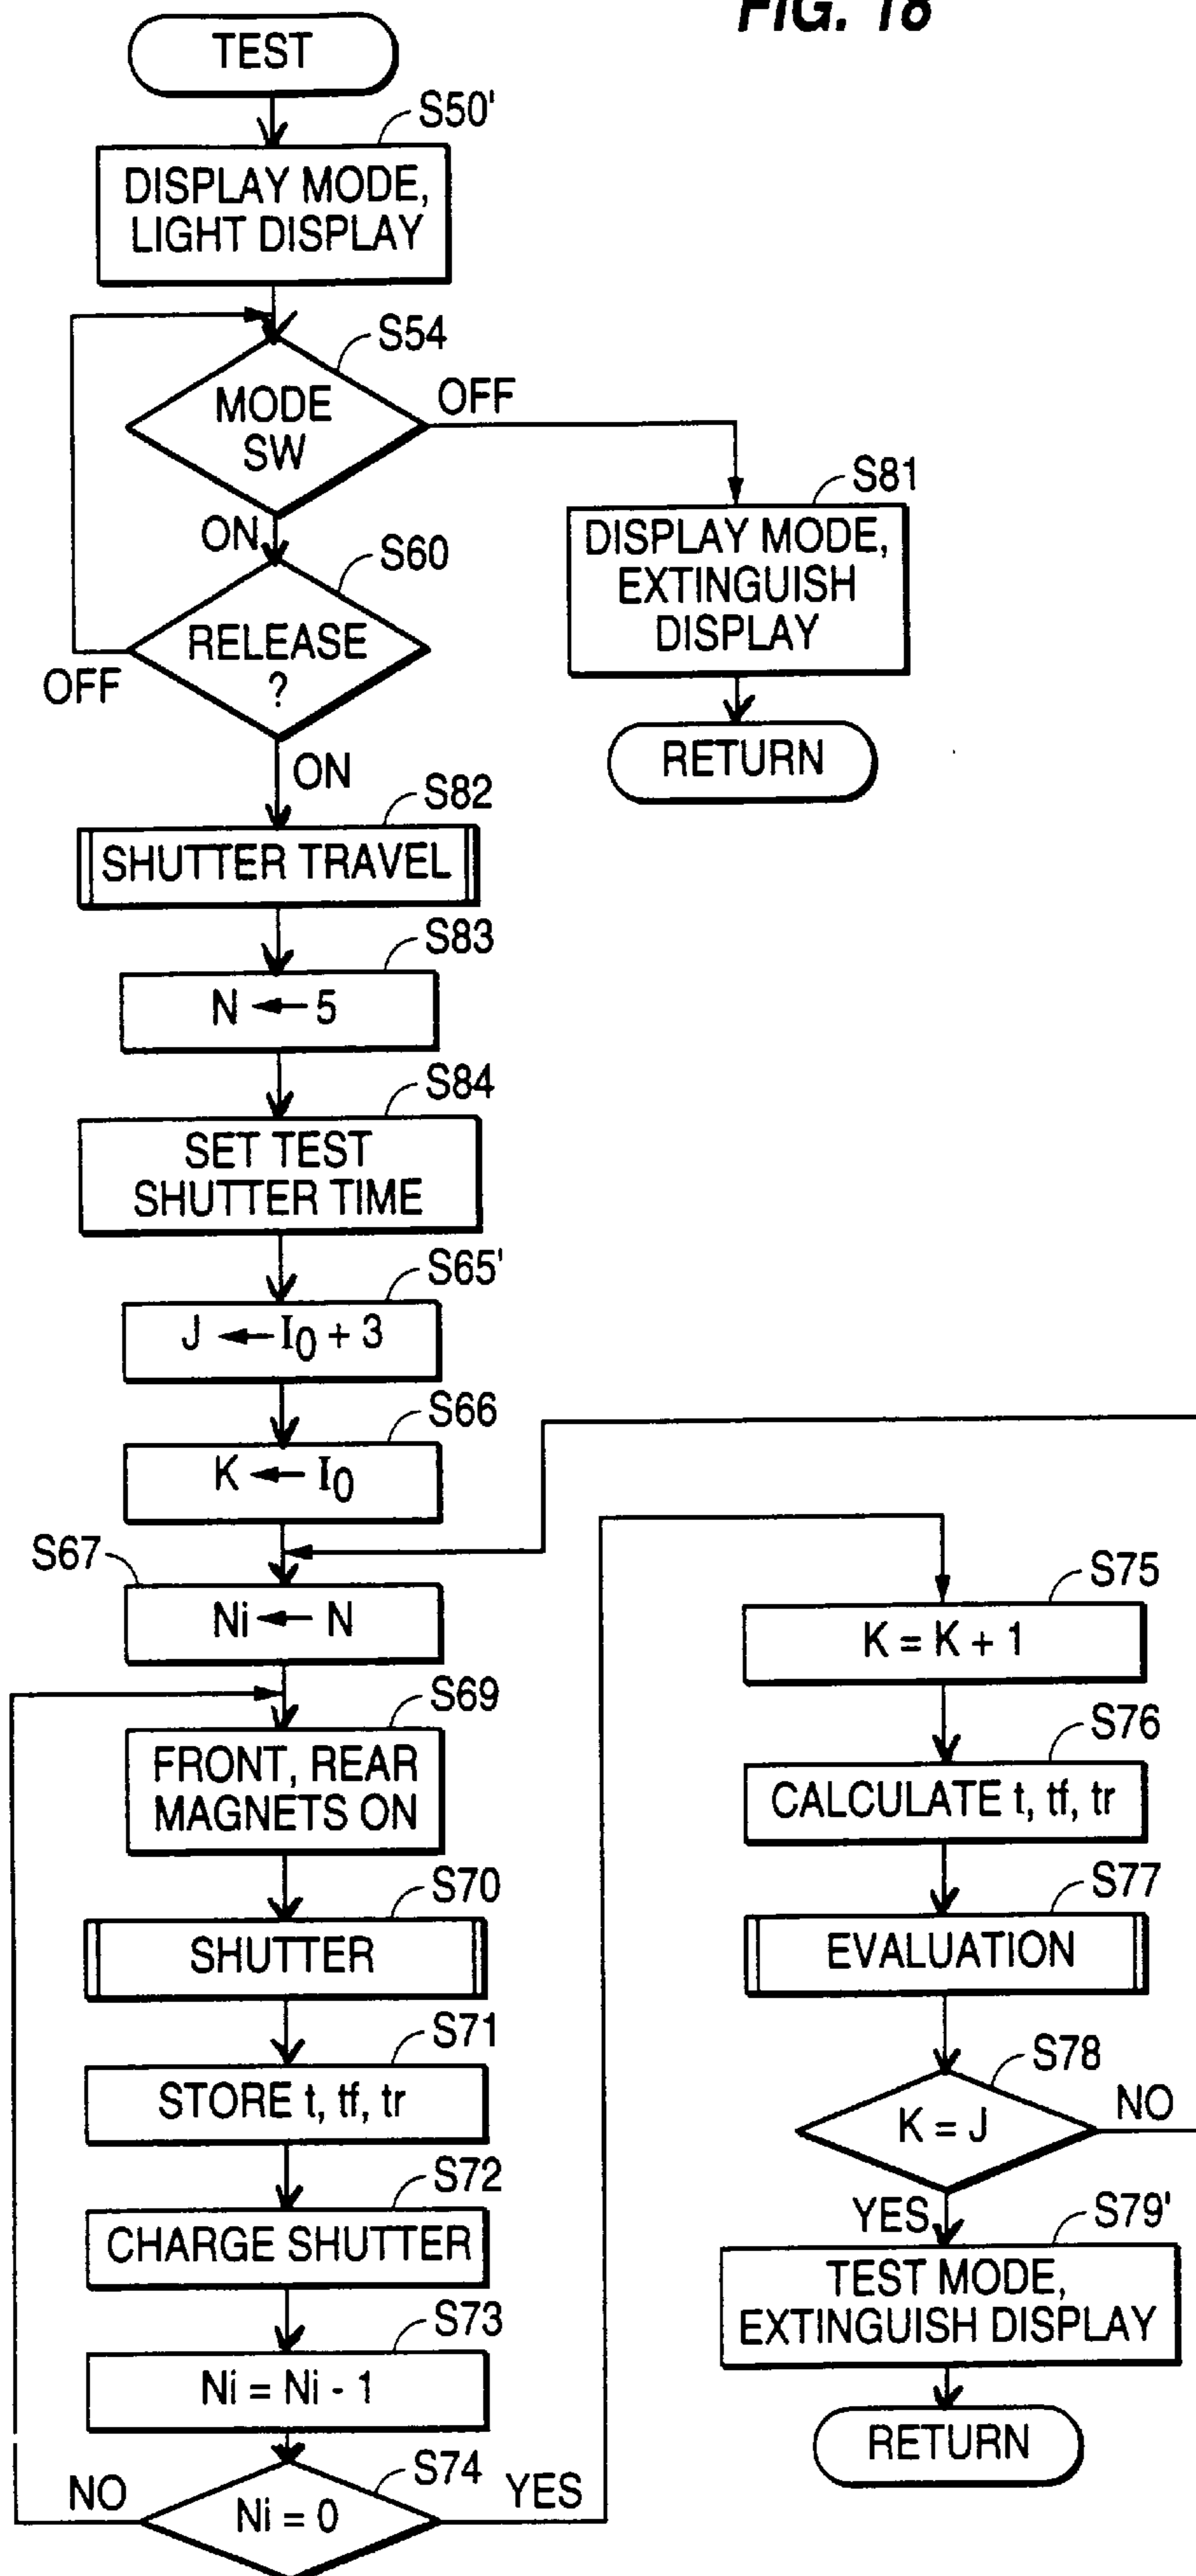 FIG. 18
TEST
S50'
DISPLAY MODE,
LIGHT DISPLAY
S54
MODE
SW
OFF
ON
S81
DISPLAY MODE,
EXTINGUISH
DISPLAY
RETURN
S60
RELEASE
?
OFF
ON
S82
SHUTTER TRAVEL
S83
N ← 5
S84
SET TEST
SHUTTER TIME
S65'
J ← I0 + 3
S66
K ← I0
S67
Ni ← N
S69
FRONT, REAR
MAGNETS ON
S70
SHUTTER
S71
STORE t, tf, tr
S72
CHARGE SHUTTER
S73
Ni = Ni - 1
S74
Ni = 0
NO
YES
S75
K = K + 1
S76
CALCULATE t, tf, tr
S77
EVALUATION
S78
K = J
NO
YES
S79'
TEST MODE,
EXTINGUISH DISPLAY
RETURN